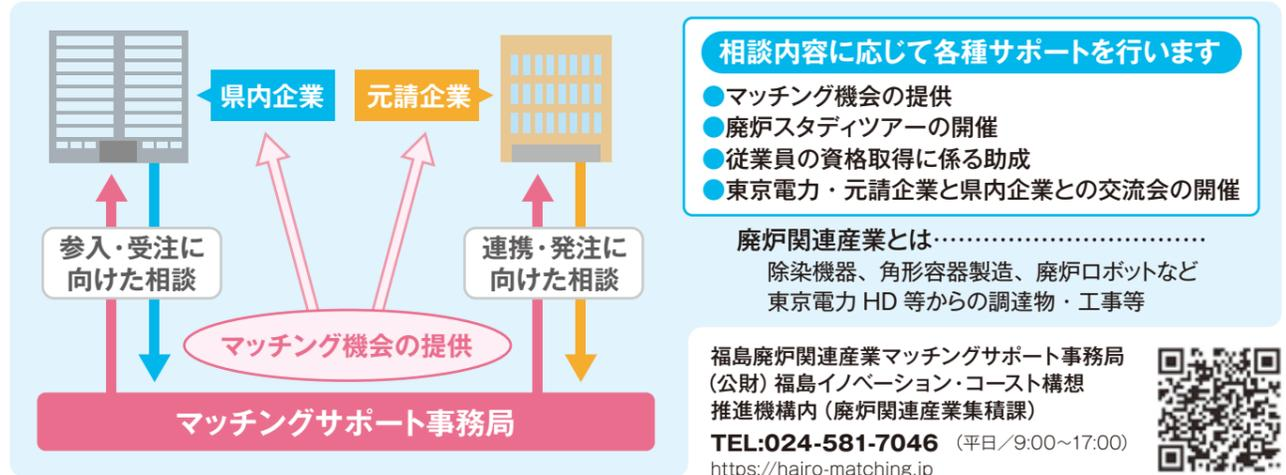 県内企業
元請企業
参入・受注に
向けた相談
連携・発注に
向けた相談
マッチング機会の提供
マッチングサポート事務局
相談内容に応じて各種サポートを行います
●マッチング機会の提供
●廃炉スタディツアーの開催
●従業員の資格取得に係る助成
●東京電力・元請企業と県内企業との交流会の開催
廃炉関連産業とは……………………………
除染機器、角形容器製造、廃炉ロボットなど
東京電力 HD 等からの調達物・工事等
福島廃炉関連産業マッチングサポート事務局
（公財）福島イノベーション・コースト構想
推進機構内（廃炉関連産業集積課）
TEL:024-581-7046 （平日／9:00～17:00）
https://hairo-matching.jp